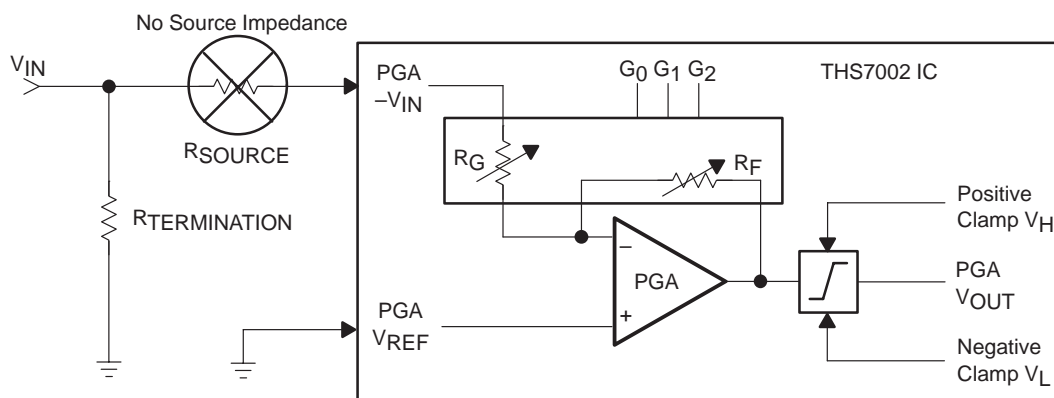 No Source Impedance
VIN
RSOURCE
RTERMINATION
PGA
–VIN
G0 G1 G2
THS7002 IC
RG
RF
–
PGA
+
PGA
VREF
Positive
Clamp VH
PGA
VOUT
Negative
Clamp VL